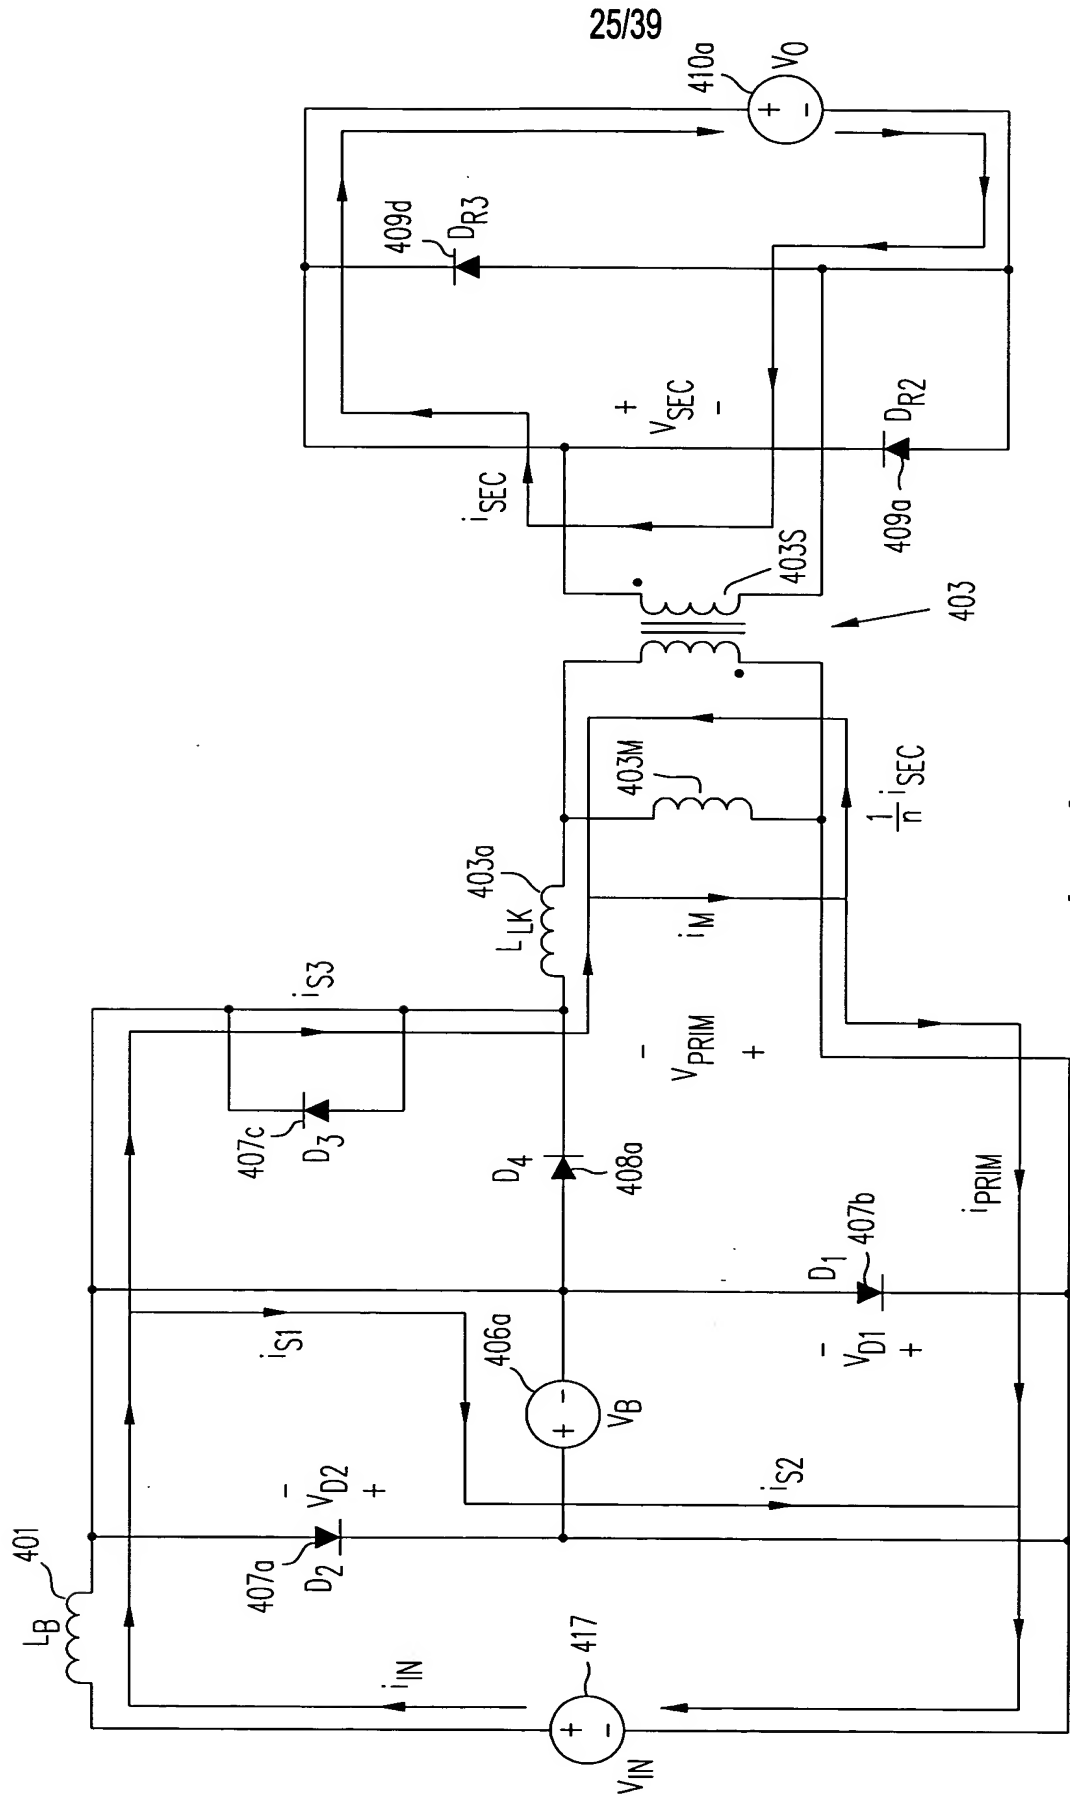 25/39
410a
+
-
VO
409d
DR3
+
VSEC
-
DR2
409a
iSEC
403S
403
403M
1/n iSEC
403a
LLK
iM
iS3
-
VPRIM
+
407c
D3
D4
408a
iPRIM
D1
407b
-
VD1
+
iS1
406a
+ -
VB
iS2
-
VD2
+
407a
D2
401
LB
iIN
417
+
-
VIN